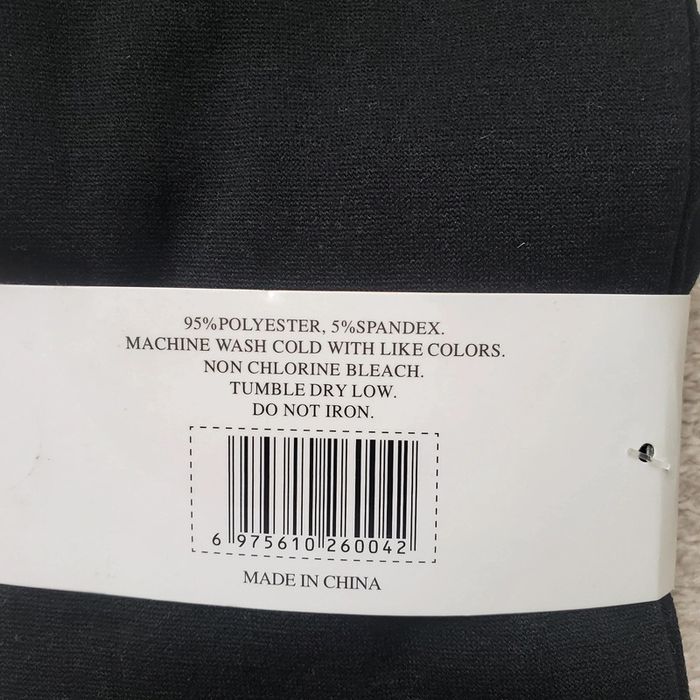 95%POLYESTER, 5%SPANDEX.
MACHINE WASH COLD WITH LIKE COLORS.
NON CHLORINE BLEACH.
TUMBLE DRY LOW.
DO NOT IRON.
6 975610 260042
MADE IN CHINA